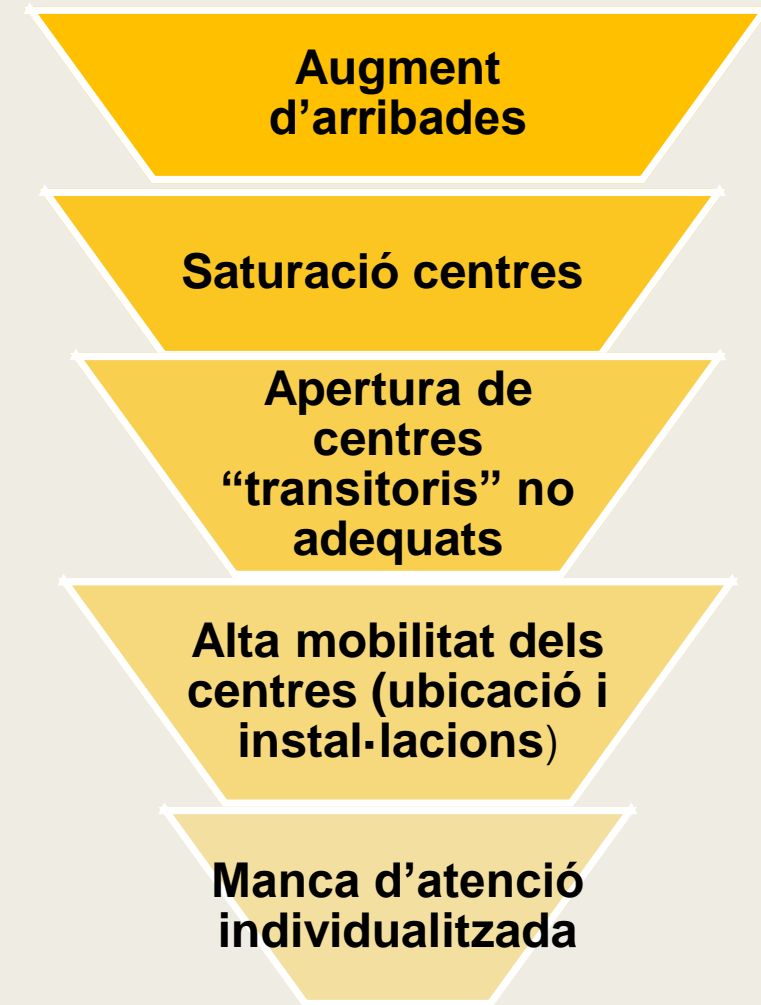 Augment
d’arribades
Saturació centres
Apertura de
centres
“transitoris” no
adequats
Alta mobilitat dels
centres (ubicació i
instal·lacions)
Manca d’atenció
individualitzada